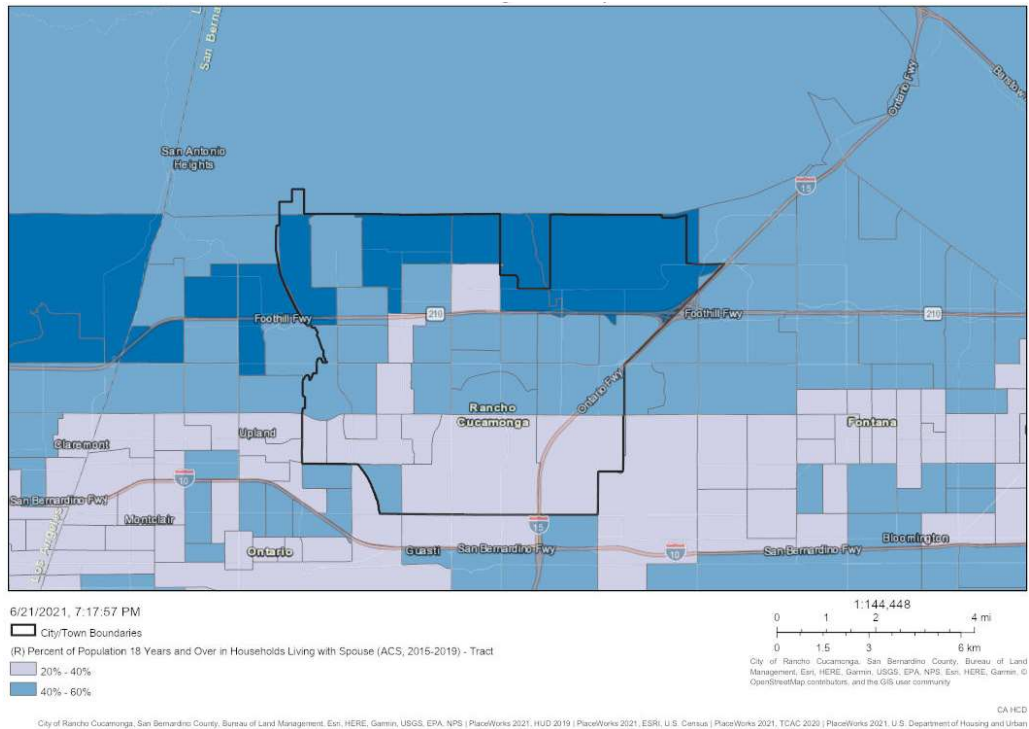 San Berna
San Antonio
Heights
Ontario Fwy
Barstow
15
Foothill Fwy
210
Foothill Fwy
210
Ontario Fwy
Rancho
Cucamonga
Fontana
Upland
Claremont
10
San Bernardino Fwy
Montclair
Ontario
Guasti
15
San Bernardino Fwy
10
San Bernardino Fwy
Bloomington
6/21/2021, 7:17:57 PM
City/Town Boundaries
(R) Percent of Population 18 Years and Over in Households Living with Spouse (ACS, 2015-2019) - Tract
20% - 40%
40% - 60%
1:144,448
0 1 2 4 mi
0 1.5 3 6 km
City of Rancho Cucamonga, San Bernardino County, Bureau of Land
Management, Esri, HERE, Garmin, USGS, EPA, NPS, Esri, HERE, Garmin, ©
OpenStreetMap contributors, and the GIS user community
CA HCD
City of Rancho Cucamonga, San Bernardino County, Bureau of Land Management, Esri, HERE, Garmin, USGS, EPA, NPS | PlaceWorks 2021, HUD 2019 | PlaceWorks 2021, ESRI, U.S. Census | PlaceWorks 2021, TCAC 2020 | PlaceWorks 2021, U.S. Department of Housing and Urban